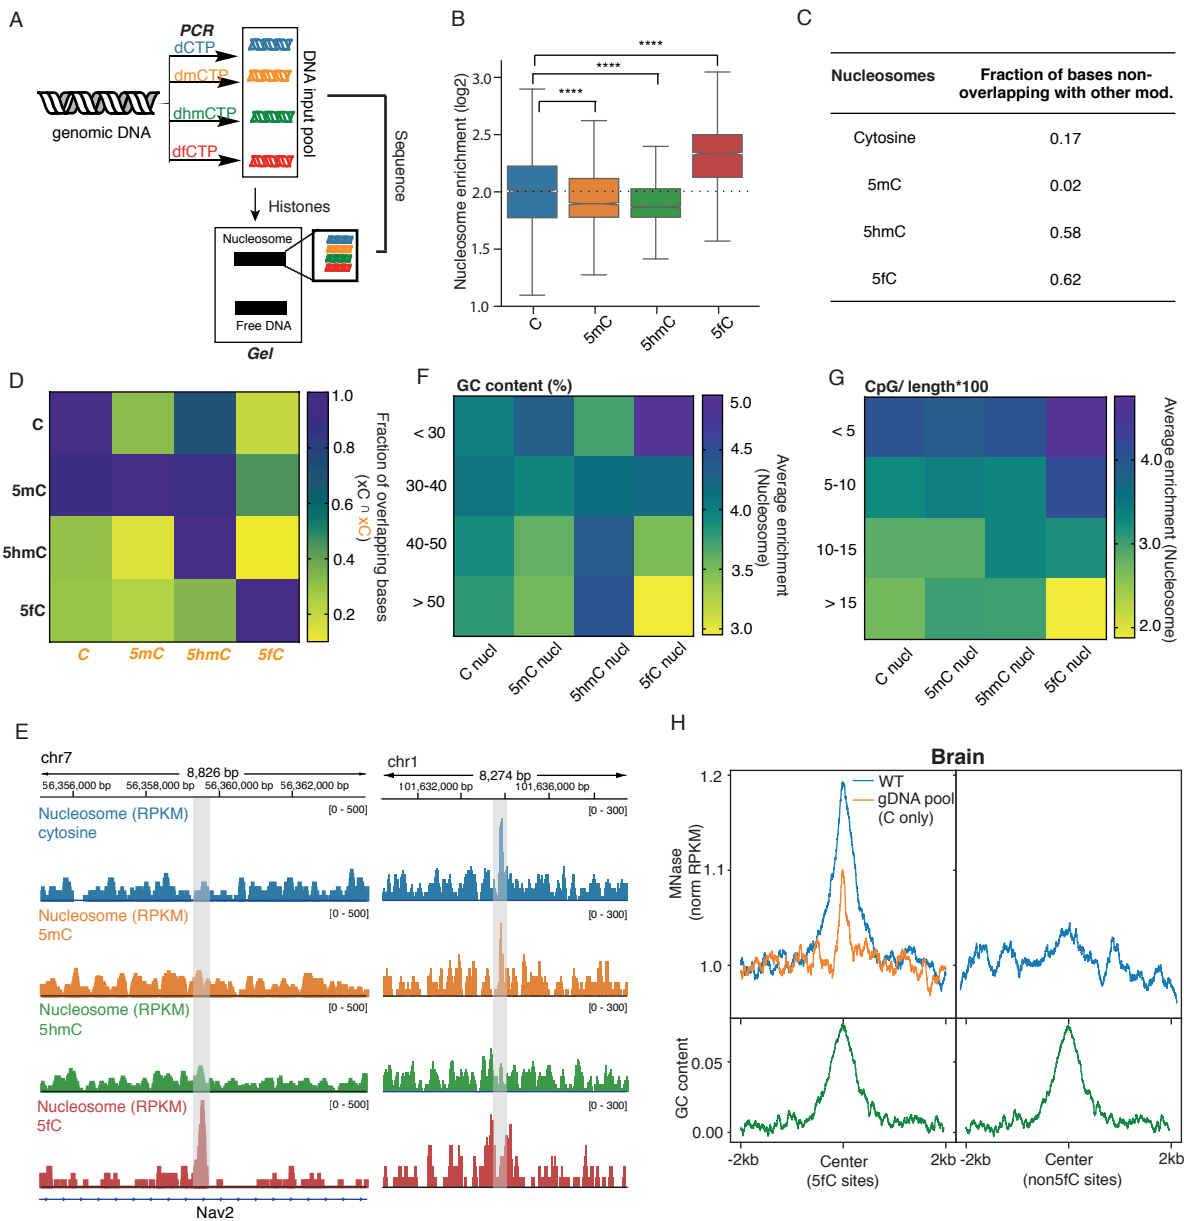 A
PCR
dCTP
dmCTP
dhmCTP
dfCTP
genomic DNA
DNA input pool
Sequence
Histones
Nucleosome
Free DNA
Gel
B
Nucleosome enrichment (log2)
3.0
2.5
2.0
1.5
1.0
****
****
****
C
5mC
5hmC
5fC
C
Nucleosomes
Fraction of bases non-
overlapping with other mod.
Cytosine 0.17
5mC 0.02
5hmC 0.58
5fC 0.62
D
C
5mC
5hmC
5fC
C 5mC 5hmC 5fC
1.0
0.8
0.6
0.4
0.2
Fraction of overlapping bases
(xC ∩ xC)
F
GC content (%)
< 30
30-40
40-50
> 50
C nucl
5mC nucl
5hmC nucl
5fC nucl
5.0
4.5
4.0
3.5
3.0
Average enrichment
(Nucleosome)
G
CpG/ length*100
< 5
5-10
10-15
> 15
C nucl
5mC nucl
5hmC nucl
5fC nucl
4.0
3.0
2.0
Average enrichment (Nucleosome)
E
chr7
8,826 bp
56,356,000 bp 56,358,000 bp 56,360,000 bp 56,362,000 bp
Nucleosome (RPKM)
cytosine
[0 - 500]
Nucleosome (RPKM)
5mC
[0 - 500]
Nucleosome (RPKM)
5hmC
[0 - 500]
Nucleosome (RPKM)
5fC
[0 - 500]
Nav2
chr1
8,274 bp
101,632,000 bp 101,636,000 bp
[0 - 300]
[0 - 300]
[0 - 300]
[0 - 300]
H
Brain
WT
gDNA pool
(C only)
MNase
(norm RPKM)
1.2
1.1
1.0
GC content
0.05
0.00
-2kb Center 2kb
(5fC sites)
-2kb Center 2kb
(non5fC sites)